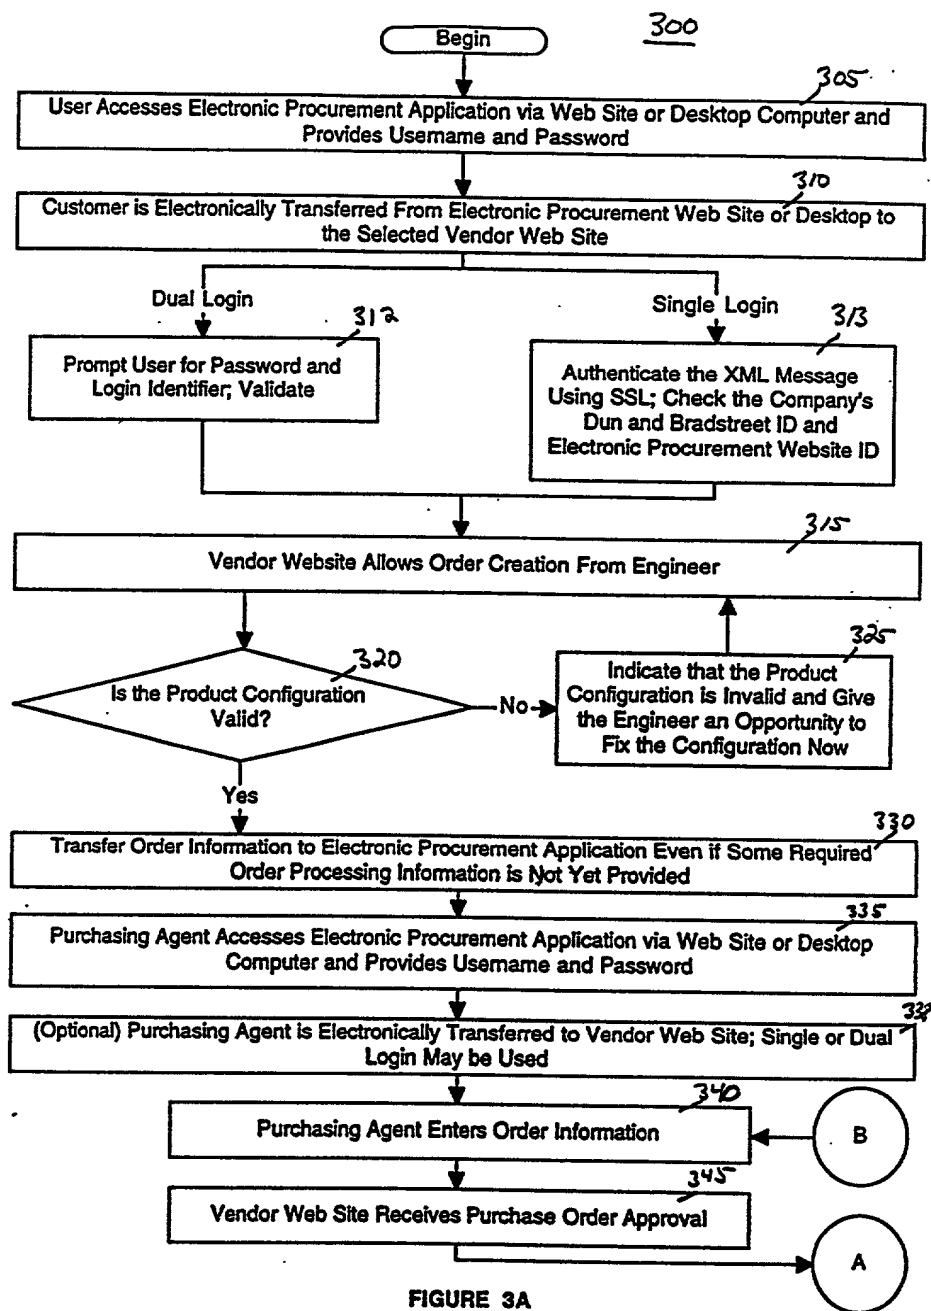 Begin
300
305
User Accesses Electronic Procurement Application via Web Site or Desktop Computer and
Provides Username and Password
310
Customer is Electronically Transferred From Electronic Procurement Web Site or Desktop to
the Selected Vendor Web Site
Dual Login
Single Login
312
Prompt User for Password and
Login Identifier; Validate
313
Authenticate the XML Message
Using SSL; Check the Company's
Dun and Bradstreet ID and
Electronic Procurement Website ID
315
Vendor Website Allows Order Creation From Engineer
320
Is the Product Configuration
Valid?
No
325
Indicate that the Product
Configuration is Invalid and Give
the Engineer an Opportunity to
Fix the Configuration Now
Yes
330
Transfer Order Information to Electronic Procurement Application Even if Some Required
Order Processing Information is Not Yet Provided
335
Purchasing Agent Accesses Electronic Procurement Application via Web Site or Desktop
Computer and Provides Username and Password
(Optional) Purchasing Agent is Electronically Transferred to Vendor Web Site; Single or Dual
Login May be Used
340
Purchasing Agent Enters Order Information
B
345
Vendor Web Site Receives Purchase Order Approval
A
FIGURE 3A